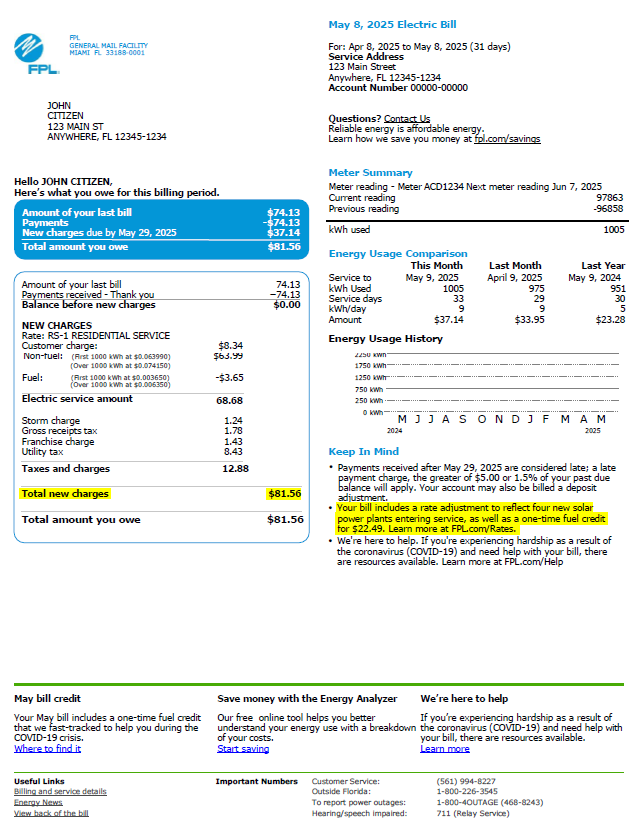 FPL
GENERAL MAIL FACILITY
MIAMI FL 33188-0001
FPL.
JOHN
CITIZEN
123 MAIN ST
ANYWHERE, FL 12345-1234
May 8, 2025 Electric Bill
For: Apr 8, 2025 to May 8, 2025 (31 days)
Service Address
123 Main Street
Anywhere, FL 12345-1234
Account Number 00000-00000
Questions? Contact Us
Reliable energy is affordable energy.
Learn how we save you money at fpl.com/savings
Hello JOHN CITIZEN,
Here's what you owe for this billing period.
Amount of your last bill $74.13
Payments -$74.13
New charges due by May 29, 2025 $37.14
Total amount you owe $81.56
Amount of your last bill 74.13
Payments received - Thank you −74.13
Balance before new charges $0.00
NEW CHARGES
Rate: RS-1 RESIDENTIAL SERVICE
Customer charge: $8.34
Non-fuel: (First 1000 kWh at $0.063990) $63.99
(Over 1000 kWh at $0.074150)
Fuel: (First 1000 kWh at $0.003650) -$3.65
(Over 1000 kWh at $0.006350)
Electric service amount 68.68
Storm charge 1.24
Gross receipts tax 1.78
Franchise charge 1.43
Utility tax 8.43
Taxes and charges 12.88
Total new charges $81.56
Total amount you owe $81.56
Meter Summary
Meter reading - Meter ACD1234 Next meter reading Jun 7, 2025
Current reading 97863
Previous reading -96858
kWh used 1005
Energy Usage Comparison
This Month Last Month Last Year
Service to May 9, 2025 April 9, 2025 May 9, 2024
kWh Used 1005 975 951
Service days 33 29 30
kWh/day 9 9 5
Amount $37.14 $33.95 $23.28
Energy Usage History
2250 kWh
1750 kWh
1250 kWh
750 kWh
250 kWh
0 kWh
M J J A S O N D J F M A M
2024 2025
Keep In Mind
• Payments received after May 29, 2025 are considered late; a late
payment charge, the greater of $5.00 or 1.5% of your past due
balance will apply. Your account may also be billed a deposit
adjustment.
• Your bill includes a rate adjustment to reflect four new solar
power plants entering service, as well as a one-time fuel credit
for $22.49. Learn more at FPL.com/Rates.
• We're here to help. If you're experiencing hardship as a result of
the coronavirus (COVID-19) and need help with your bill, there
are resources available. Learn more at FPL.com/Help
May bill credit
Your May bill includes a one-time fuel credit
that we fast-tracked to help you during the
COVID-19 crisis.
Where to find it
Save money with the Energy Analyzer
Our free online tool helps you better
understand your energy use with a breakdown
of your costs.
Start saving
We're here to help
If you're experiencing hardship as a result of
the coronavirus (COVID-19) and need help with
your bill, there are resources available.
Learn more
Useful Links
Billing and service details
Energy News
View back of the bill
Important Numbers
Customer Service: (561) 994-8227
Outside Florida: 1-800-226-3545
To report power outages: 1-800-4OUTAGE (468-8243)
Hearing/speech impaired: 711 (Relay Service)